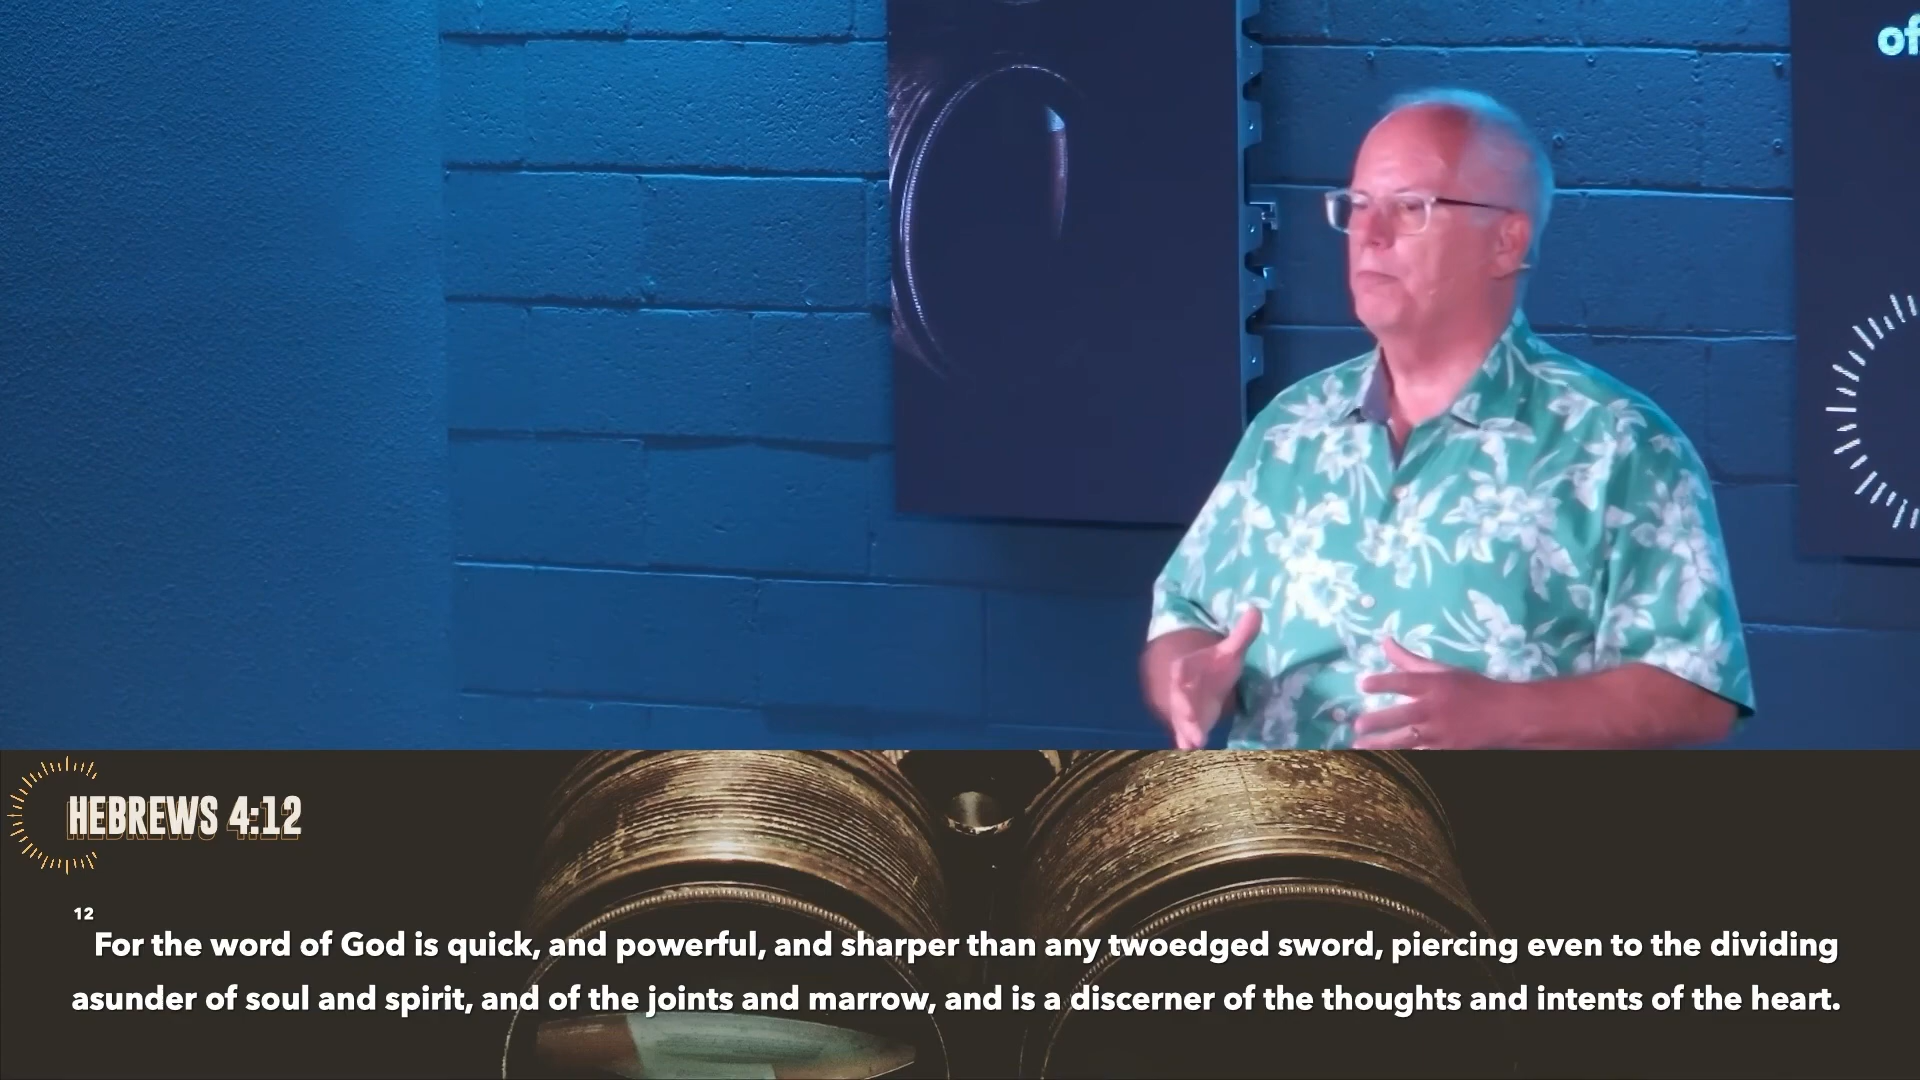 of
HEBREWS 4:12
12
For the word of God is quick, and powerful, and sharper than any twoedged sword, piercing even to the dividing
asunder of soul and spirit, and of the joints and marrow, and is a discerner of the thoughts and intents of the heart.